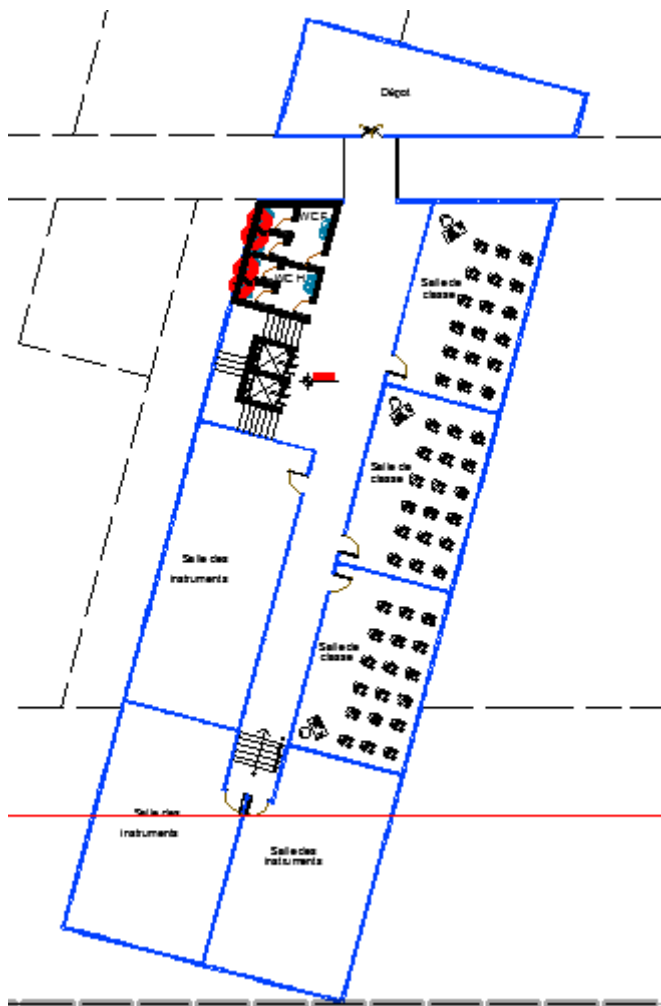 Dépot
WC F
WC H
Salle de
classe
Salle de
classe
Salle des
instruments
Salle de
classe
Salle des
instruments
Salle des
instruments